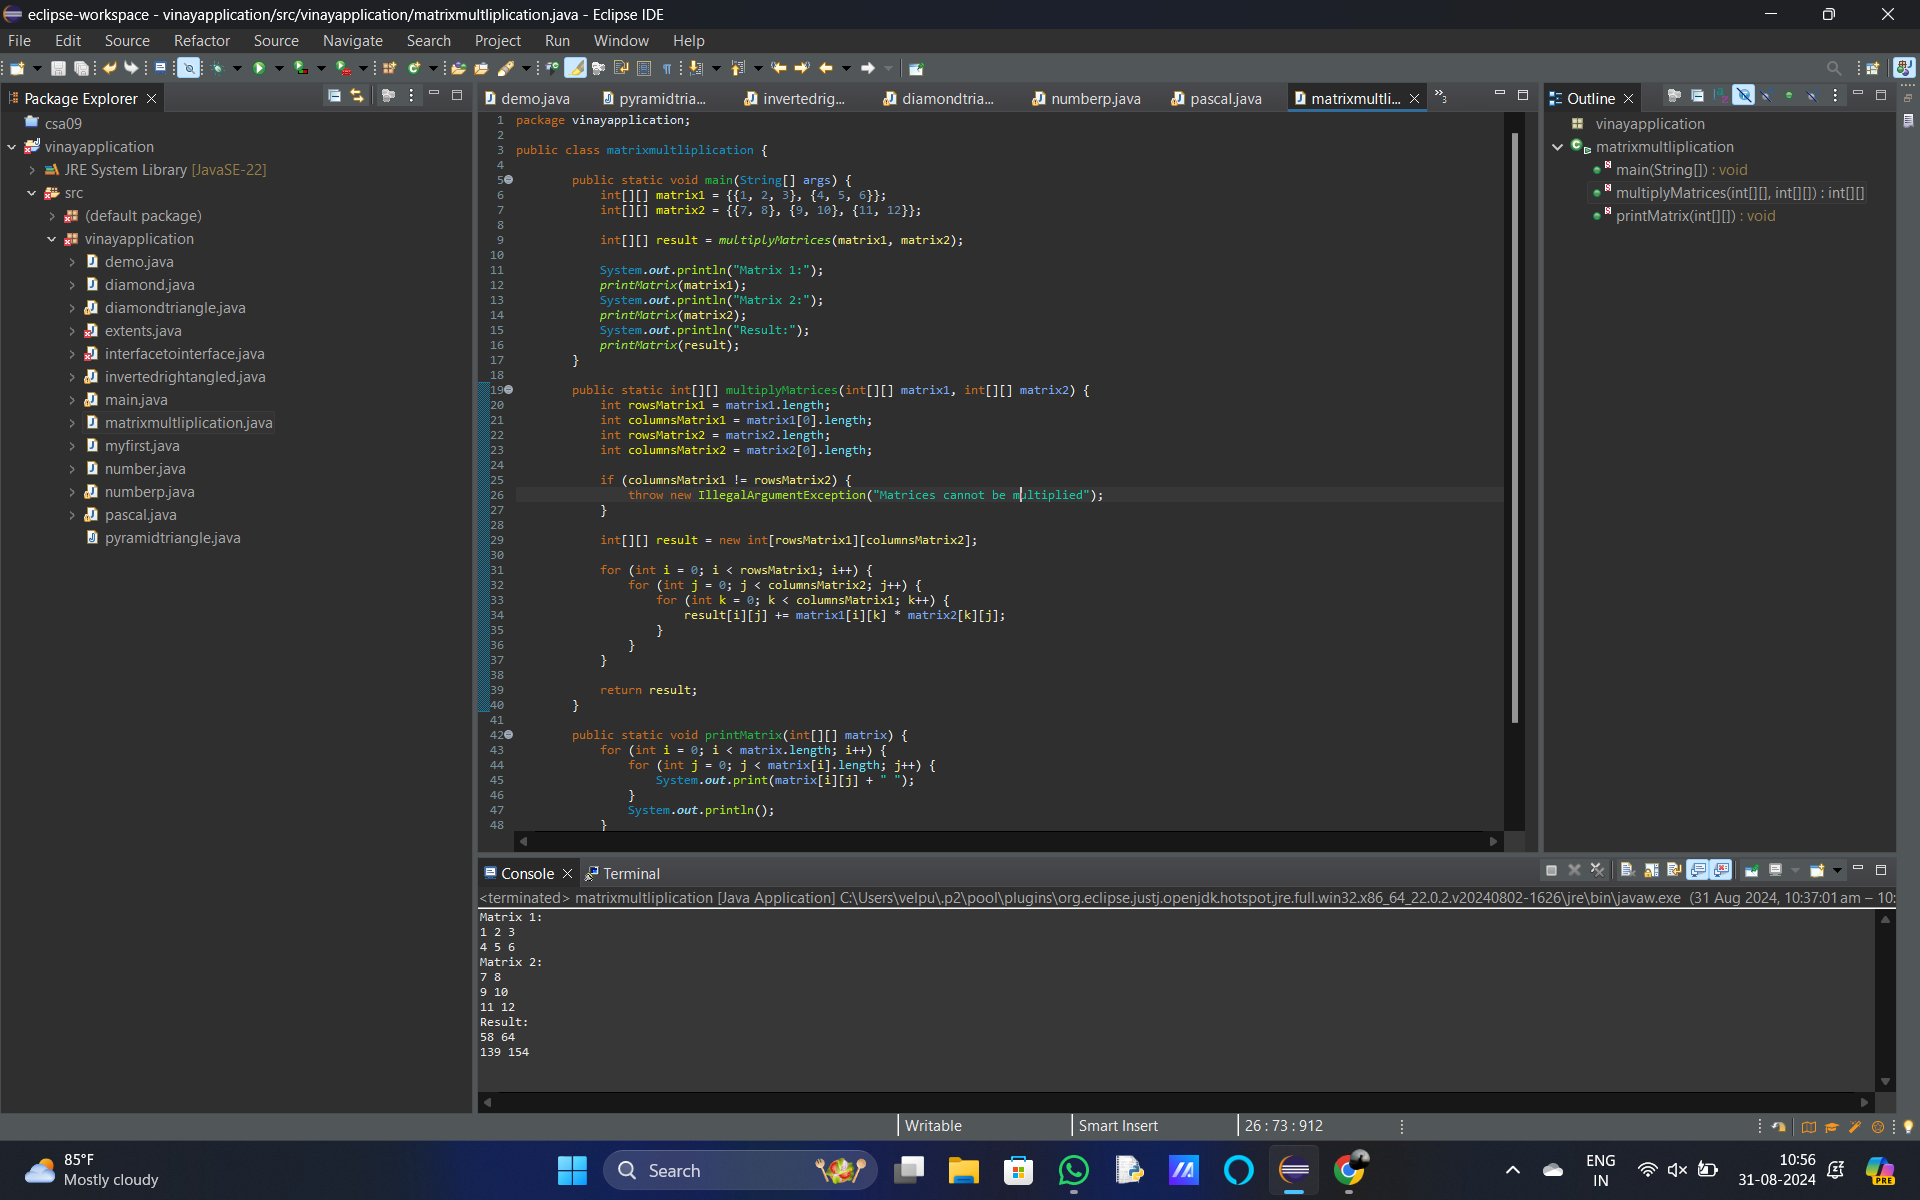 eclipse-workspace - vinayapplication/src/vinayapplication/matrixmultliplication.java - Eclipse IDE
File Edit Source Refactor Source Navigate Search Project Run Window Help
Package Explorer
csa09
vinayapplication
JRE System Library [JavaSE-22]
src
(default package)
vinayapplication
demo.java
diamond.java
diamondtriangle.java
extents.java
interfacetointerface.java
invertedrightangled.java
main.java
matrixmultliplication.java
myfirst.java
number.java
numberp.java
pascal.java
pyramidtriangle.java
demo.java pyramidtria... invertedrig... diamondtria... numberp.java pascal.java matrixmultli... »3
1 package vinayapplication;
2
3 public class matrixmultliplication {
4
5 public static void main(String[] args) {
6 int[][] matrix1 = {{1, 2, 3}, {4, 5, 6}};
7 int[][] matrix2 = {{7, 8}, {9, 10}, {11, 12}};
8
9 int[][] result = multiplyMatrices(matrix1, matrix2);
10
11 System.out.println("Matrix 1:");
12 printMatrix(matrix1);
13 System.out.println("Matrix 2:");
14 printMatrix(matrix2);
15 System.out.println("Result:");
16 printMatrix(result);
17 }
18
19 public static int[][] multiplyMatrices(int[][] matrix1, int[][] matrix2) {
20 int rowsMatrix1 = matrix1.length;
21 int columnsMatrix1 = matrix1[0].length;
22 int rowsMatrix2 = matrix2.length;
23 int columnsMatrix2 = matrix2[0].length;
24
25 if (columnsMatrix1 != rowsMatrix2) {
26 throw new IllegalArgumentException("Matrices cannot be multiplied");
27 }
28
29 int[][] result = new int[rowsMatrix1][columnsMatrix2];
30
31 for (int i = 0; i < rowsMatrix1; i++) {
32 for (int j = 0; j < columnsMatrix2; j++) {
33 for (int k = 0; k < columnsMatrix1; k++) {
34 result[i][j] += matrix1[i][k] * matrix2[k][j];
35 }
36 }
37 }
38
39 return result;
40 }
41
42 public static void printMatrix(int[][] matrix) {
43 for (int i = 0; i < matrix.length; i++) {
44 for (int j = 0; j < matrix[i].length; j++) {
45 System.out.print(matrix[i][j] + " ");
46 }
47 System.out.println();
48 }
Outline
vinayapplication
matrixmultliplication
main(String[]) : void
multiplyMatrices(int[][], int[][]) : int[][]
printMatrix(int[][]) : void
Console Terminal
<terminated> matrixmultliplication [Java Application] C:\Users\velpu\.p2\pool\plugins\org.eclipse.justj.openjdk.hotspot.jre.full.win32.x86_64_22.0.2.v20240802-1626\jre\bin\javaw.exe (31 Aug 2024, 10:37:01 am – 10:
Matrix 1:
1 2 3
4 5 6
Matrix 2:
7 8
9 10
11 12
Result:
58 64
139 154
Writable Smart Insert 26 : 73 : 912
85°F
Mostly cloudy
Search
ENG
IN
10:56
31-08-2024
PRE